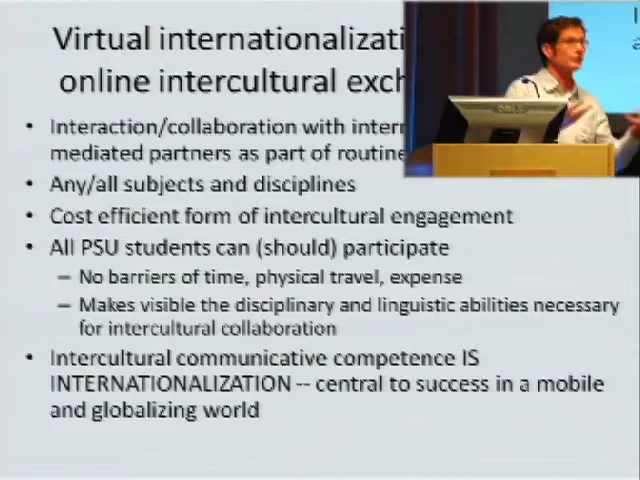 Virtual internationalizati
online intercultural exch
• Interaction/collaboration with intern
mediated partners as part of routine
• Any/all subjects and disciplines
• Cost efficient form of intercultural engagement
• All PSU students can (should) participate
– No barriers of time, physical travel, expense
– Makes visible the disciplinary and linguistic abilities necessary
for intercultural collaboration
• Intercultural communicative competence IS
INTERNATIONALIZATION -- central to success in a mobile
and globalizing world